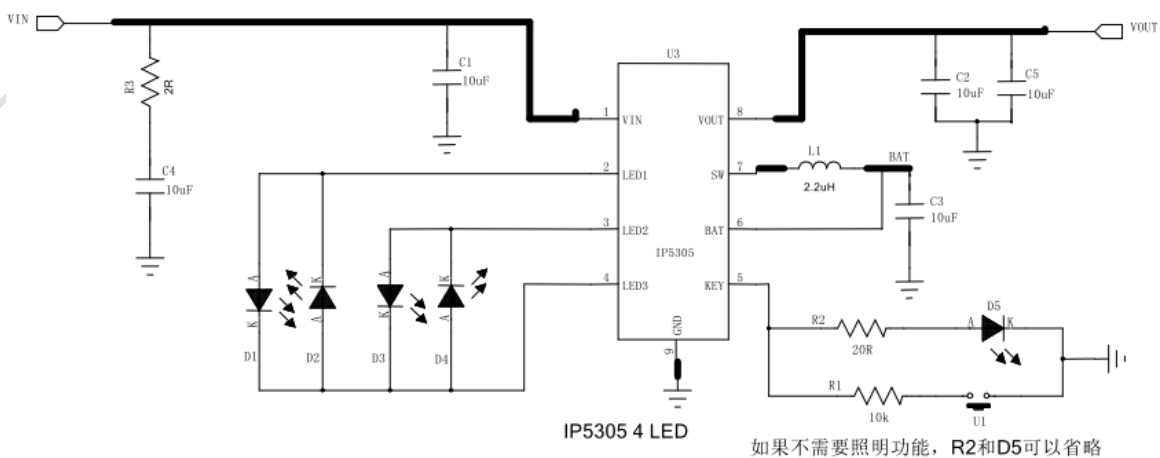 VIN
VOUT
U3
R3
2R
C1
10uF
C2
10uF
C5
10uF
1
VIN
VOUT
8
C4
10uF
2
LED1
SW
7
L1
2.2uH
BAT
C3
10uF
3
LED2
BAT
6
IP5305
4
LED3
KEY
5
A
K
D1
K
A
D2
A
K
D3
K
A
D4
GND
9
R2
20R
A
D5
K
R1
10k
U1
IP5305 4 LED
如果不需要照明功能，R2和D5可以省略